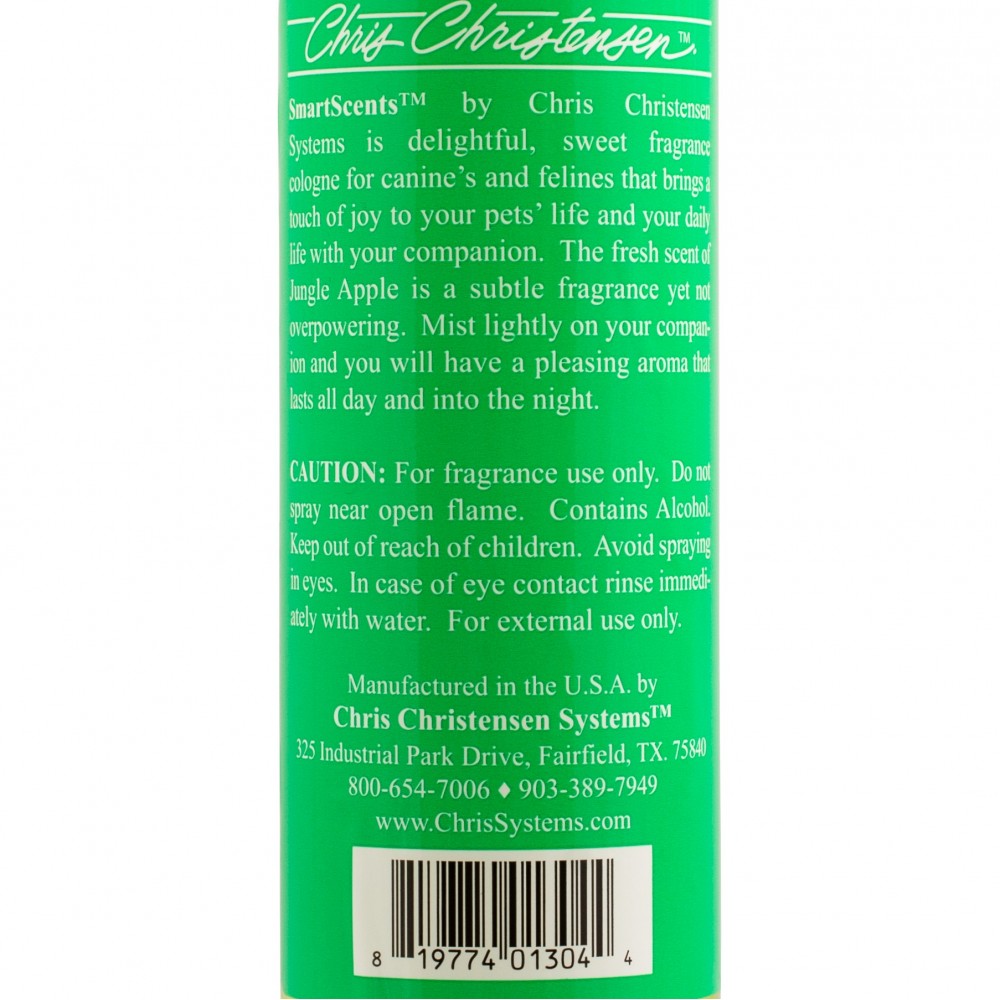 Chris Christensen™
SmartScents™ by Chris Christensen
Systems is delightful, sweet fragrance
cologne for canine's and felines that brings a
touch of joy to your pets' life and your daily
life with your companion. The fresh scent of
Jungle Apple is a subtle fragrance yet not
overpowering. Mist lightly on your compan-
ion and you will have a pleasing aroma that
lasts all day and into the night.
CAUTION: For fragrance use only. Do not
spray near open flame. Contains Alcohol.
Keep out of reach of children. Avoid spraying
in eyes. In case of eye contact rinse immedi-
ately with water. For external use only.
Manufactured in the U.S.A. by
Chris Christensen Systems™
325 Industrial Park Drive, Fairfield, TX. 75840
800-654-7006 ♦ 903-389-7949
www.ChrisSystems.com
8 19774 01304 4